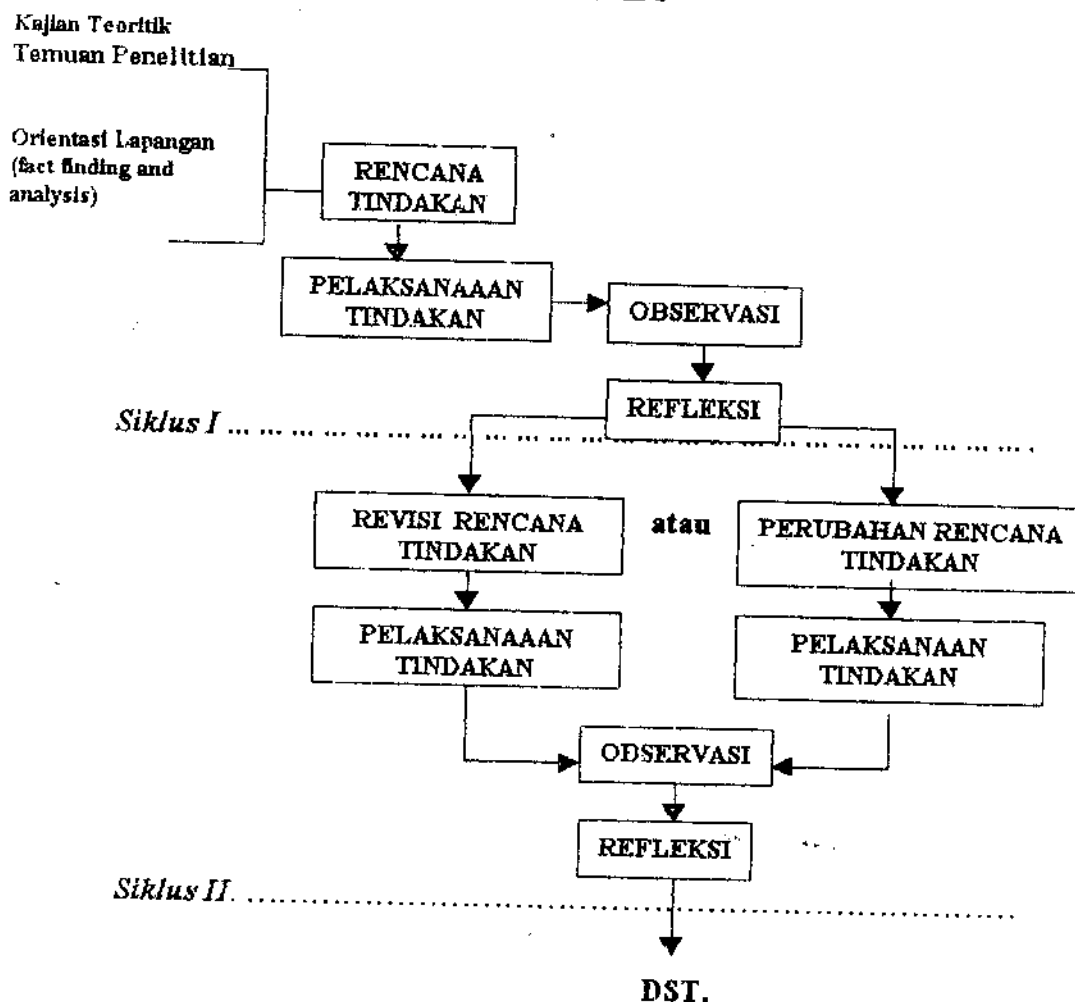 Kajian Teoritik
Temuan Penelitian
Orientasi Lapangan
(fact finding and
analysis)
RENCANA
TINDAKAN
PELAKSANAAAN
TINDAKAN
OBSERVASI
REFLEKSI
Siklus I
REVISI RENCANA
TINDAKAN
atau
PERUBAHAN RENCANA
TINDAKAN
PELAKSANAAAN
TINDAKAN
PELAKSANAAN
TINDAKAN
ODSERVASI
REFLEKSI
Siklus II.
DST.